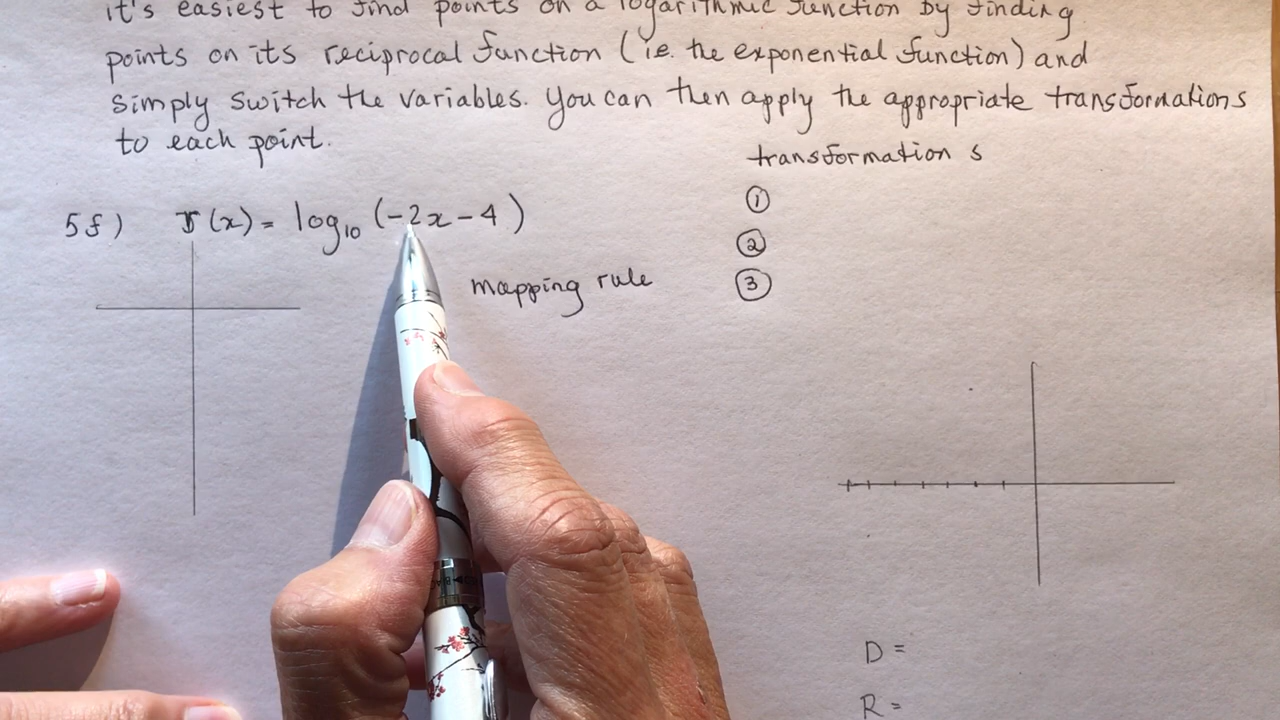 it's easiest to find points on a logarithmic function by finding
points on its reciprocal function (ie. the exponential function) and
simply switch the variables. You can then apply the appropriate transformations
to each point.
transformation s
①
②
③
5f) r(x) = log₁₀ (-2x-4)
mapping rule
D =
R =